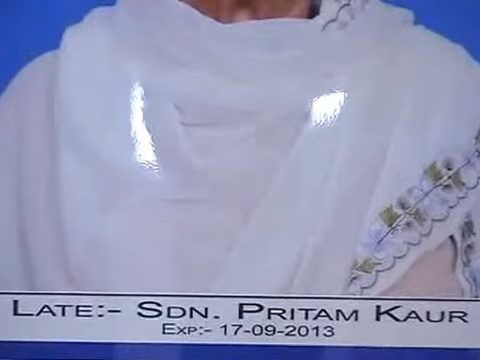 Late:- Sdn. Pritam Kaur
Exp:- 17-09-2013